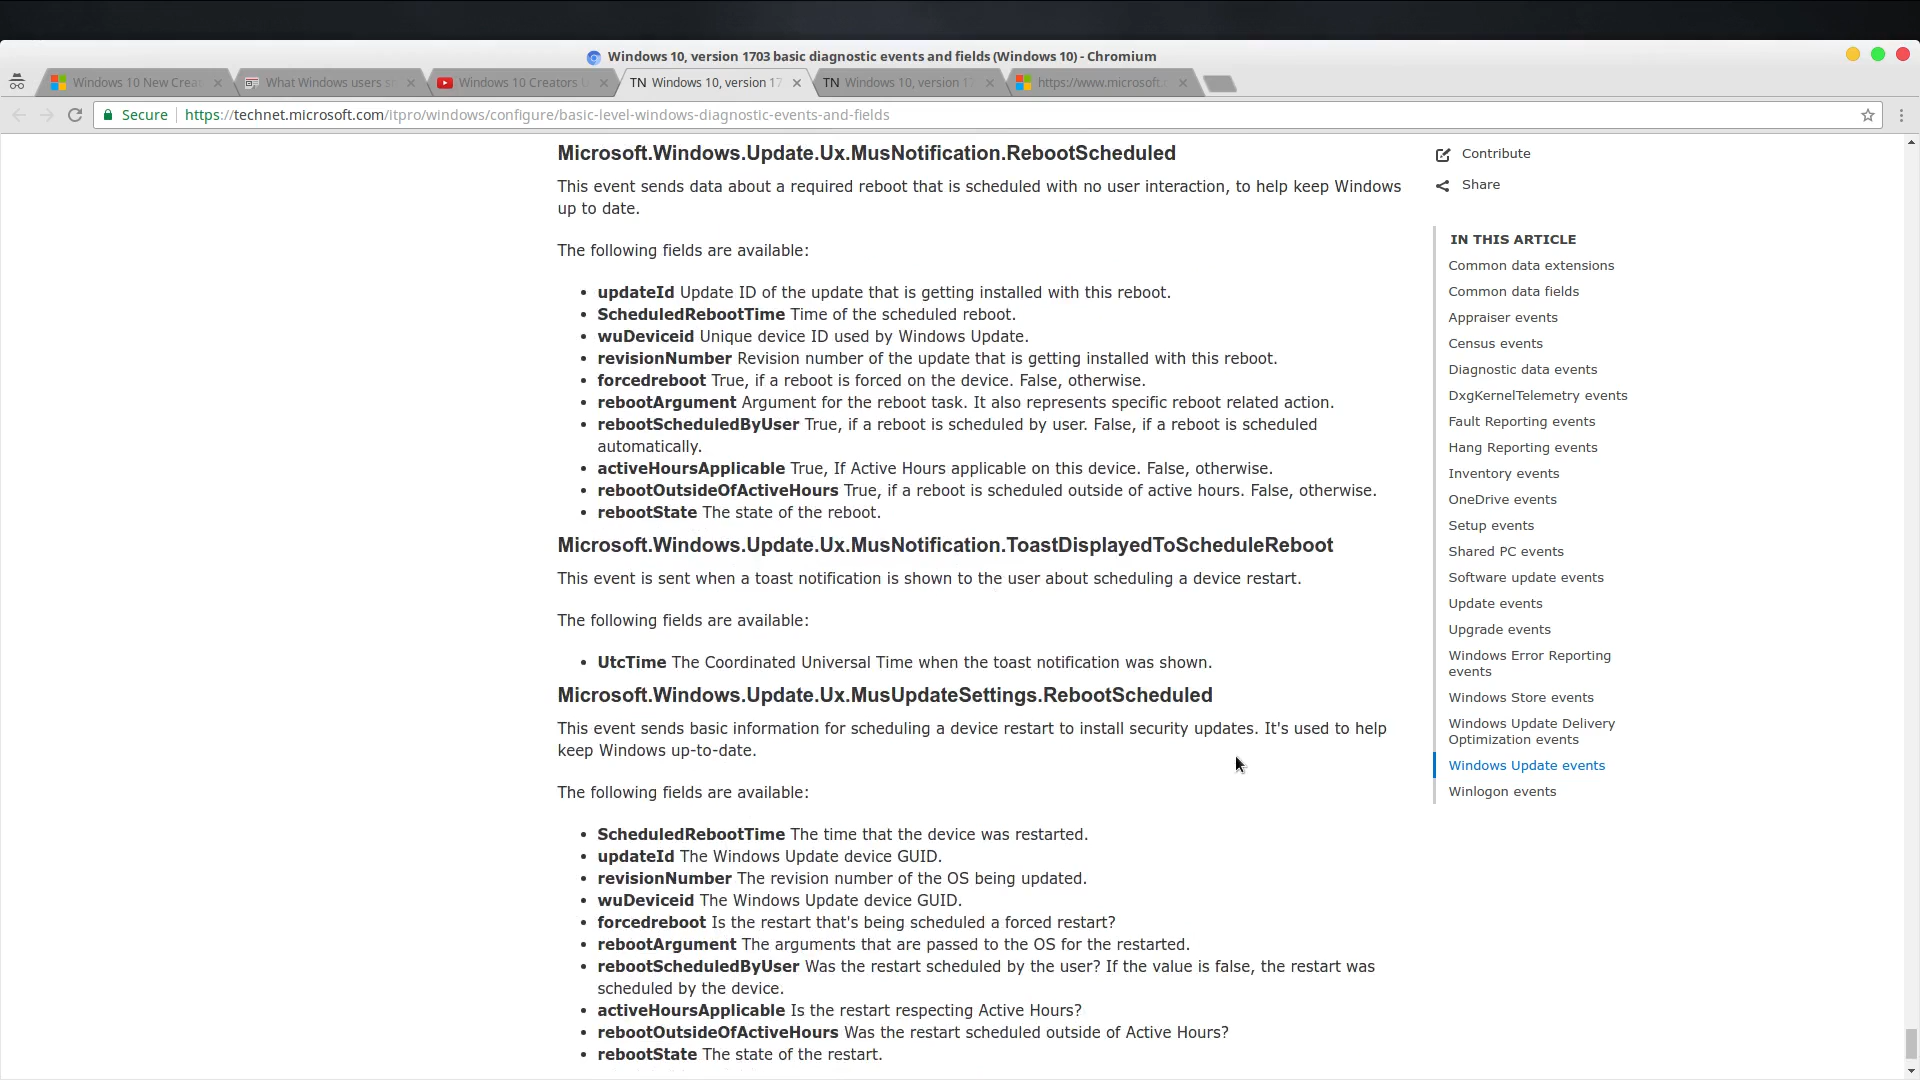 Windows 10, version 1703 basic diagnostic events and fields (Windows 10) - Chromium
Windows 10 New Crea
What Windows users s
Windows 10 Creators U
TN Windows 10, version 17
TN Windows 10, version 17
https://www.microsoft.
Secure https://technet.microsoft.com/itpro/windows/configure/basic-level-windows-diagnostic-events-and-fields
Microsoft.Windows.Update.Ux.MusNotification.RebootScheduled
This event sends data about a required reboot that is scheduled with no user interaction, to help keep Windows
up to date.
The following fields are available:
• updateId Update ID of the update that is getting installed with this reboot.
• ScheduledRebootTime Time of the scheduled reboot.
• wuDeviceid Unique device ID used by Windows Update.
• revisionNumber Revision number of the update that is getting installed with this reboot.
• forcedreboot True, if a reboot is forced on the device. False, otherwise.
• rebootArgument Argument for the reboot task. It also represents specific reboot related action.
• rebootScheduledByUser True, if a reboot is scheduled by user. False, if a reboot is scheduled
automatically.
• activeHoursApplicable True, If Active Hours applicable on this device. False, otherwise.
• rebootOutsideOfActiveHours True, if a reboot is scheduled outside of active hours. False, otherwise.
• rebootState The state of the reboot.
Microsoft.Windows.Update.Ux.MusNotification.ToastDisplayedToScheduleReboot
This event is sent when a toast notification is shown to the user about scheduling a device restart.
The following fields are available:
• UtcTime The Coordinated Universal Time when the toast notification was shown.
Microsoft.Windows.Update.Ux.MusUpdateSettings.RebootScheduled
This event sends basic information for scheduling a device restart to install security updates. It's used to help
keep Windows up-to-date.
The following fields are available:
• ScheduledRebootTime The time that the device was restarted.
• updateId The Windows Update device GUID.
• revisionNumber The revision number of the OS being updated.
• wuDeviceid The Windows Update device GUID.
• forcedreboot Is the restart that's being scheduled a forced restart?
• rebootArgument The arguments that are passed to the OS for the restarted.
• rebootScheduledByUser Was the restart scheduled by the user? If the value is false, the restart was
scheduled by the device.
• activeHoursApplicable Is the restart respecting Active Hours?
• rebootOutsideOfActiveHours Was the restart scheduled outside of Active Hours?
• rebootState The state of the restart.
Contribute
Share
IN THIS ARTICLE
Common data extensions
Common data fields
Appraiser events
Census events
Diagnostic data events
DxgKernelTelemetry events
Fault Reporting events
Hang Reporting events
Inventory events
OneDrive events
Setup events
Shared PC events
Software update events
Update events
Upgrade events
Windows Error Reporting
events
Windows Store events
Windows Update Delivery
Optimization events
Windows Update events
Winlogon events